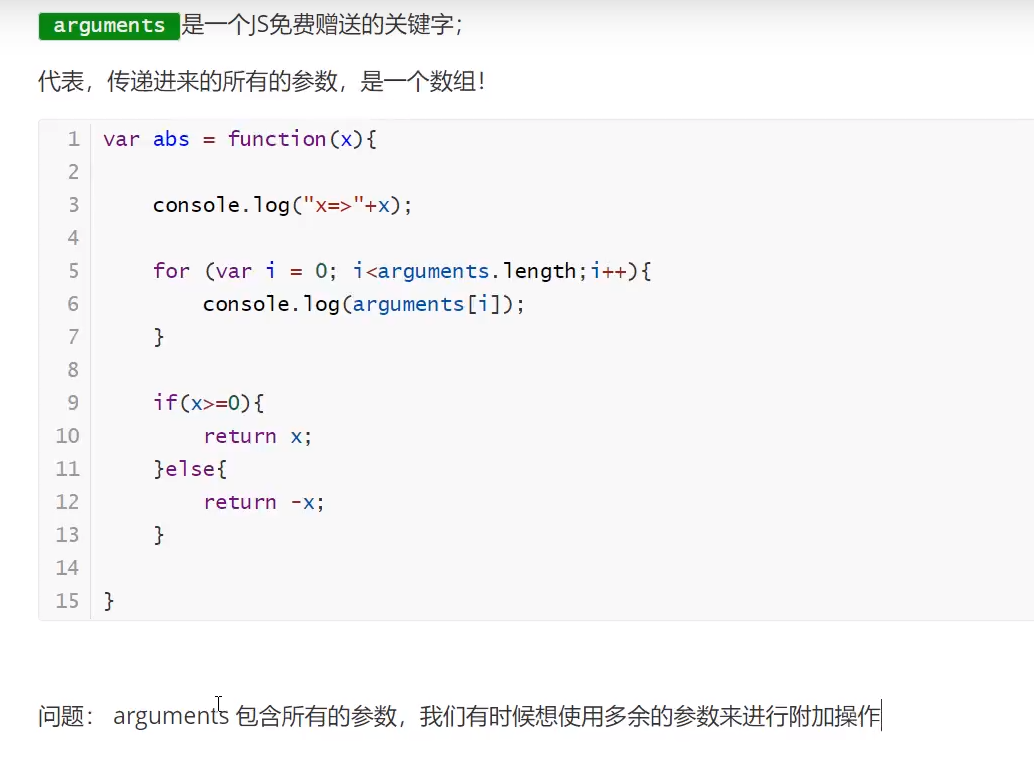 arguments 是一个JS免费赠送的关键字；
代表，传递进来的所有的参数，是一个数组！
1 var abs = function(x){
2
3     console.log("x=>"+x);
4
5     for (var i = 0; i<arguments.length;i++){
6         console.log(arguments[i]);
7     }
8
9     if(x>=0){
10         return x;
11     }else{
12         return -x;
13     }
14
15 }
问题： arguments 包含所有的参数，我们有时候想使用多余的参数来进行附加操作